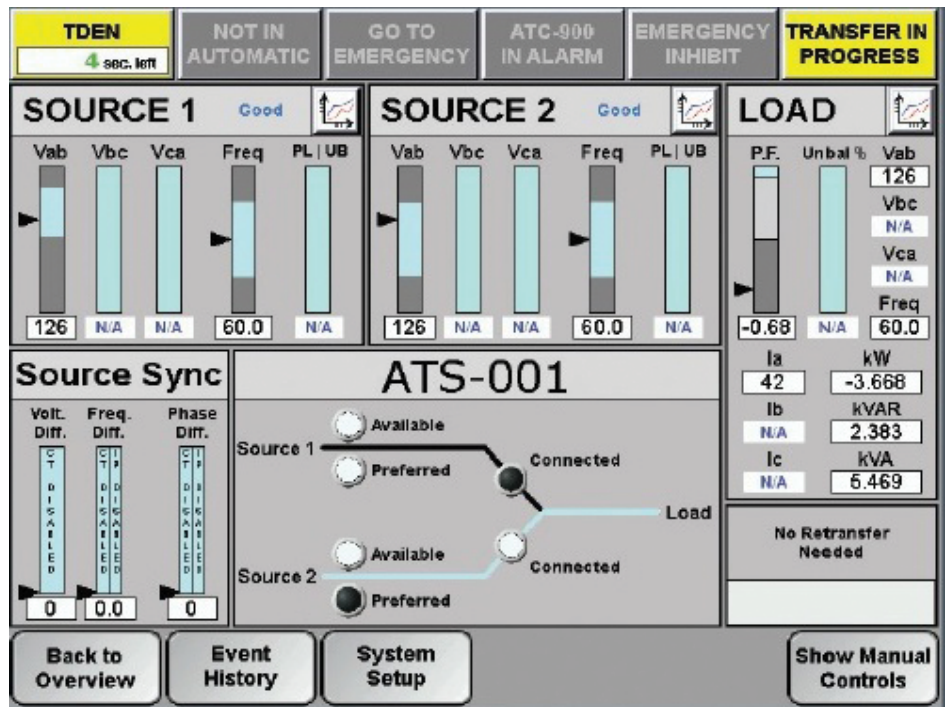 TDEN
4 sec. left
NOT IN
AUTOMATIC
GO TO
EMERGENCY
ATC-900
IN ALARM
EMERGENCY
INHIBIT
TRANSFER IN
PROGRESS
SOURCE 1 Good
Vab Vbc Vca Freq PL | UB
126 N/A N/A 60.0 N/A
SOURCE 2 Good
Vab Vbc Vca Freq PL | UB
126 N/A N/A 60.0 N/A
LOAD
P.F. Unbal % Vab
126
Vbc
N/A
Vca
N/A
Freq
-0.68 N/A 60.0
Ia kW
42 -3.668
Ib kVAR
N/A 2.383
Ic kVA
N/A 5.469
Source Sync
Volt. Freq. Phase
Diff. Diff. Diff.
CT DISABLED
CT DISABLED
IP DISABLED
CT DISABLED
IP DISABLED
0 0.0 0
ATS-001
Available
Source 1
Preferred
Connected
Load
Available
Connected
Source 2
Preferred
No Retransfer
Needed
Back to
Overview
Event
History
System
Setup
Show Manual
Controls